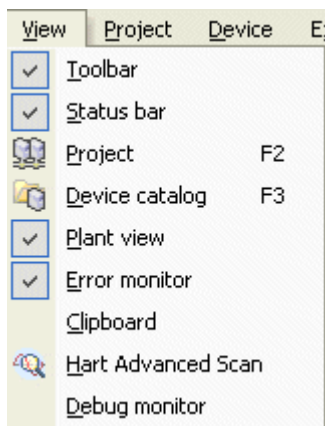 View Project Device E
Toolbar
Status bar
Project F2
Device catalog F3
Plant view
Error monitor
Clipboard
Hart Advanced Scan
Debug monitor